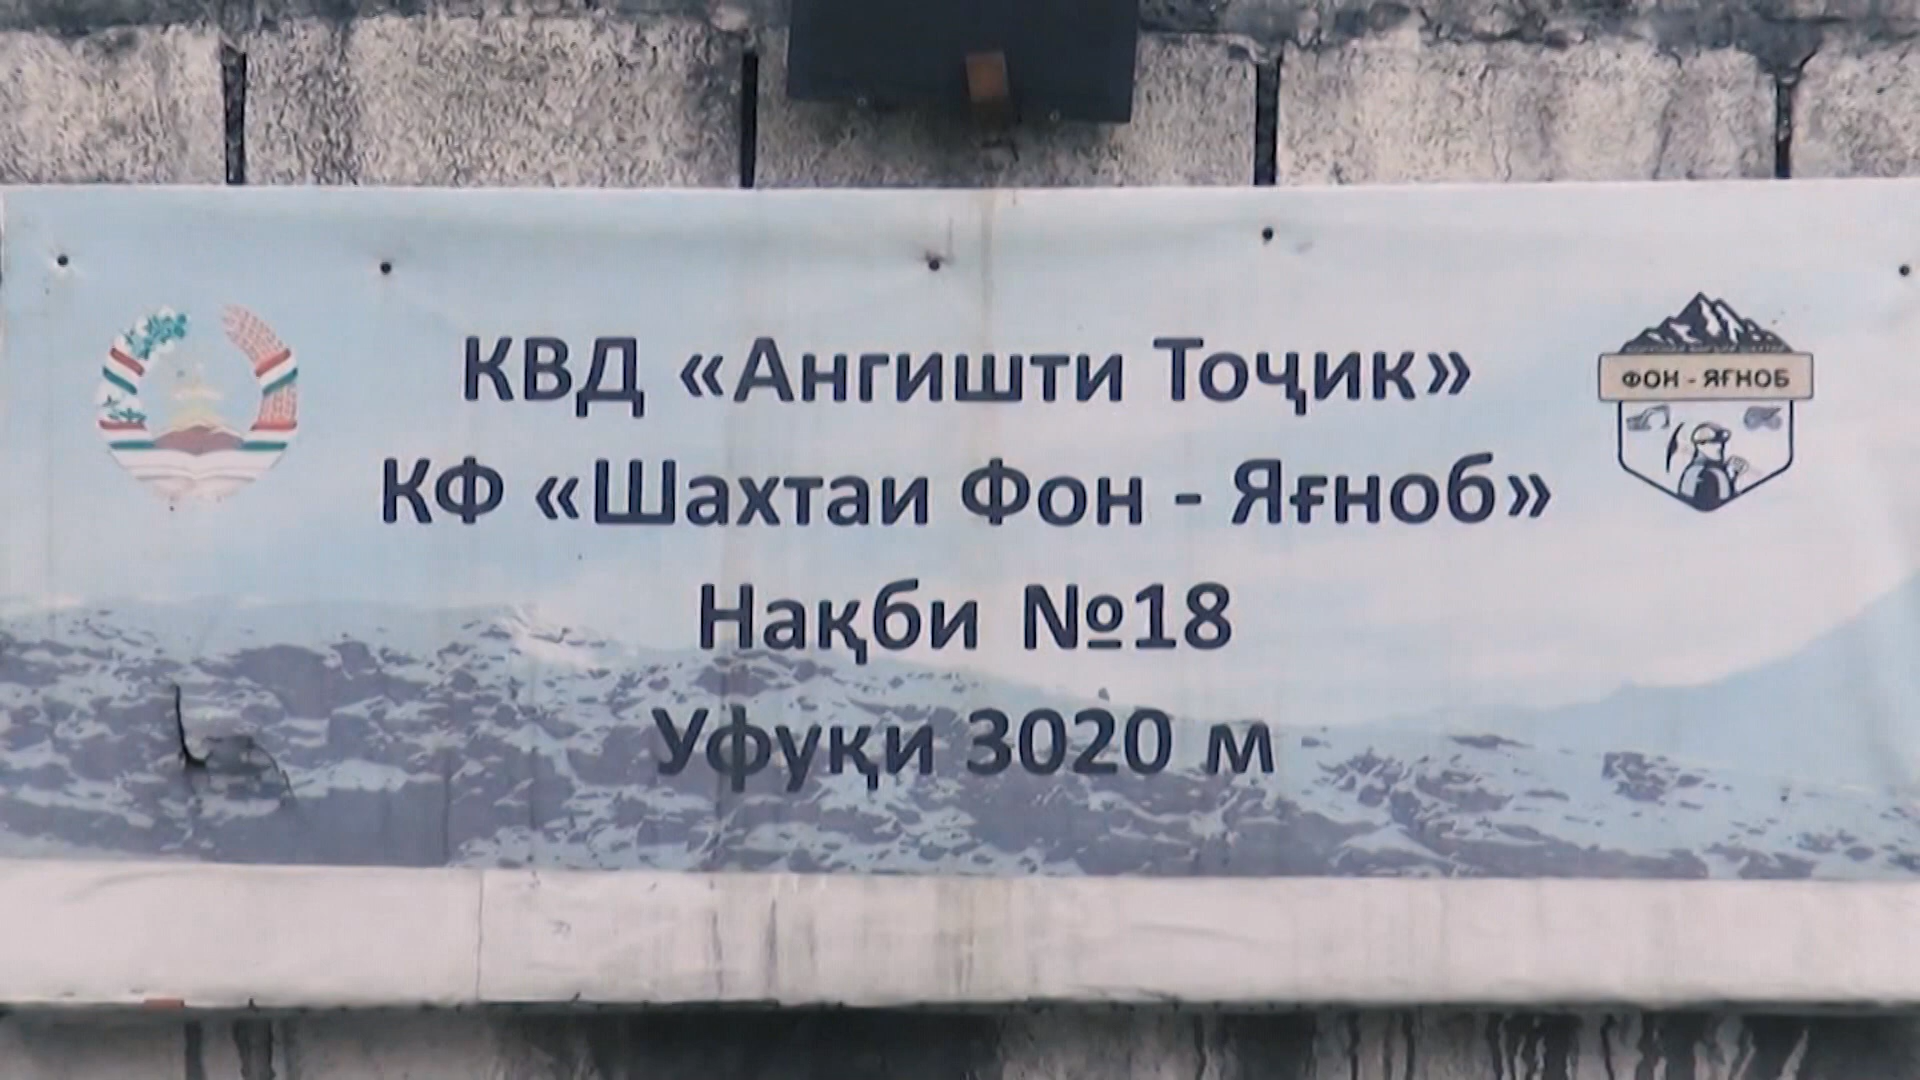 КВД «Ангишти Тоҷик»
КФ «Шахтаи Фон - Яғноб»
Нақби №18
Уфуқи 3020 м
ФОН - ЯҒНОБ